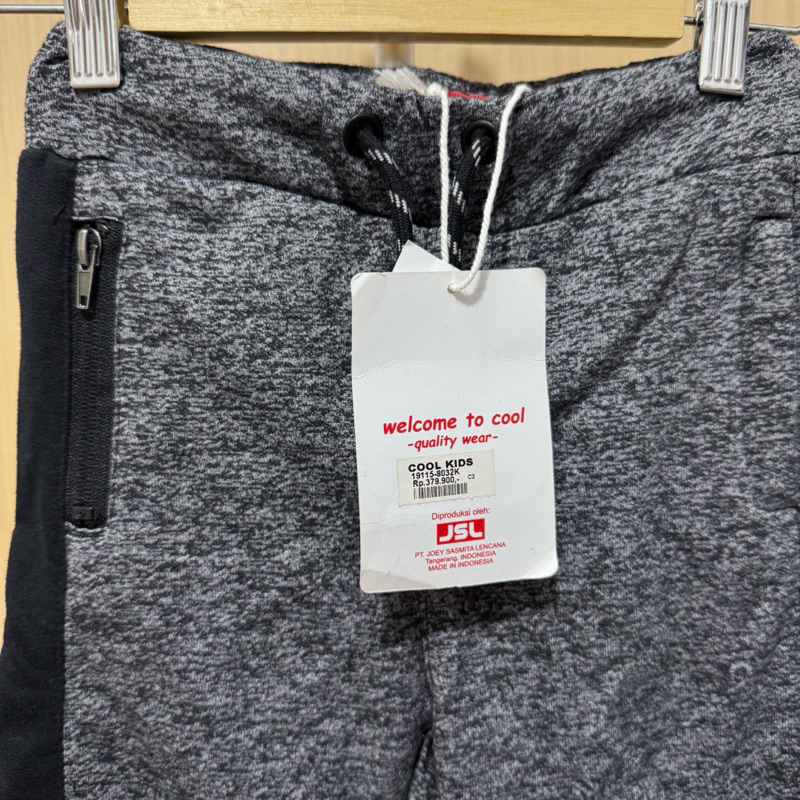 welcome to cool
-quality wear-
COOL KIDS
19115-8032K
Rp.379.900,- C2
Diproduksi oleh:
JSL
PT. JOEY SASMITA LENCANA
Tangerang, INDONESIA
MADE IN INDONESIA